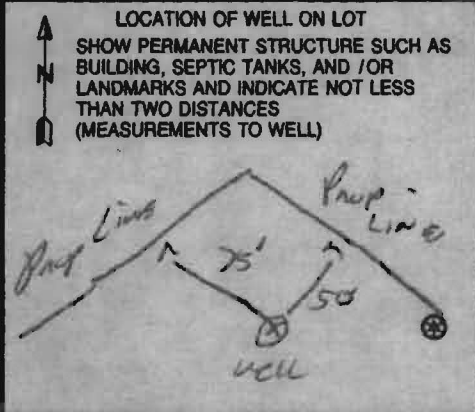 LOCATION OF WELL ON LOT
SHOW PERMANENT STRUCTURE SUCH AS
BUILDING, SEPTIC TANKS, AND / OR
LANDMARKS AND INDICATE NOT LESS
THAN TWO DISTANCES
(MEASUREMENTS TO WELL)
N
Prop Line
Prop -
LINE
75'
50'
well